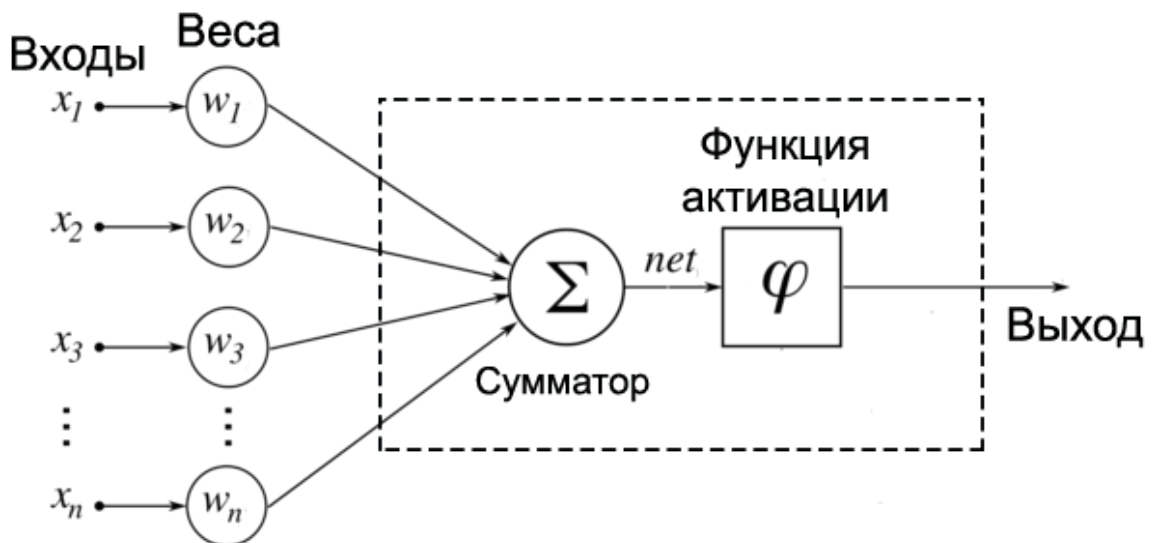 Входы
Веса
x1
w1
x2
w2
x3
w3
⋮ ⋮
xn
wn
Σ
Сумматор
net
Функция
активации
φ
Выход